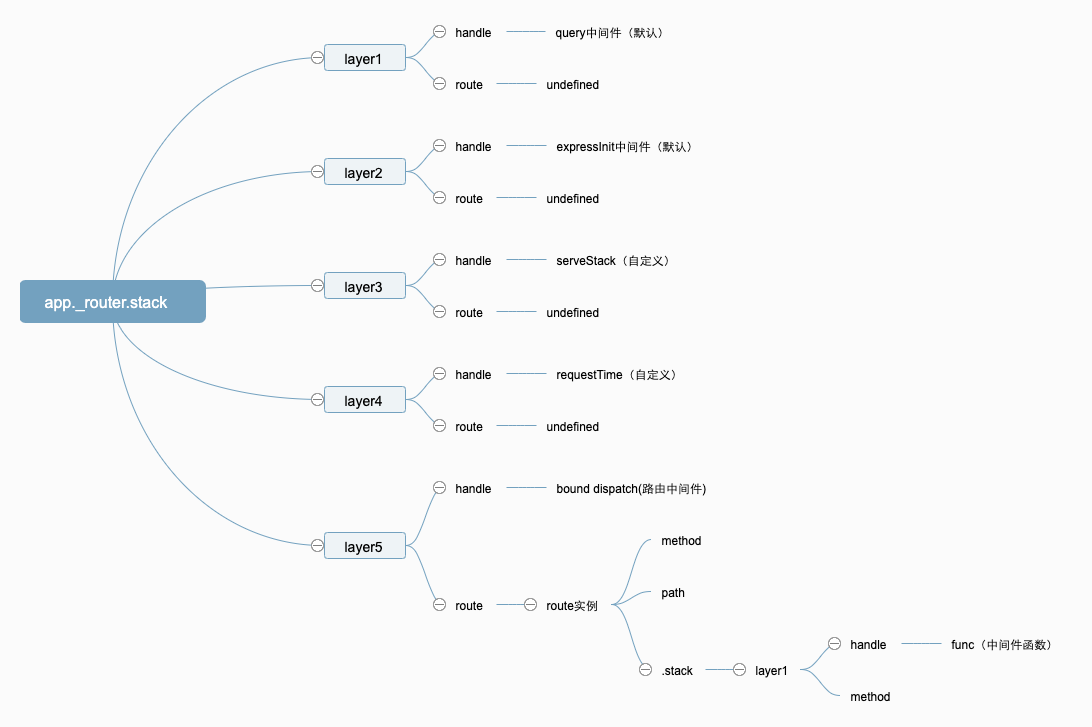 app._router.stack
layer1
handle
query中间件（默认）
route
undefined
layer2
handle
expressInit中间件（默认）
route
undefined
layer3
handle
serveStack（自定义）
route
undefined
layer4
handle
requestTime（自定义）
route
undefined
layer5
handle
bound dispatch(路由中间件)
route
route实例
method
path
.stack
layer1
handle
func（中间件函数）
method